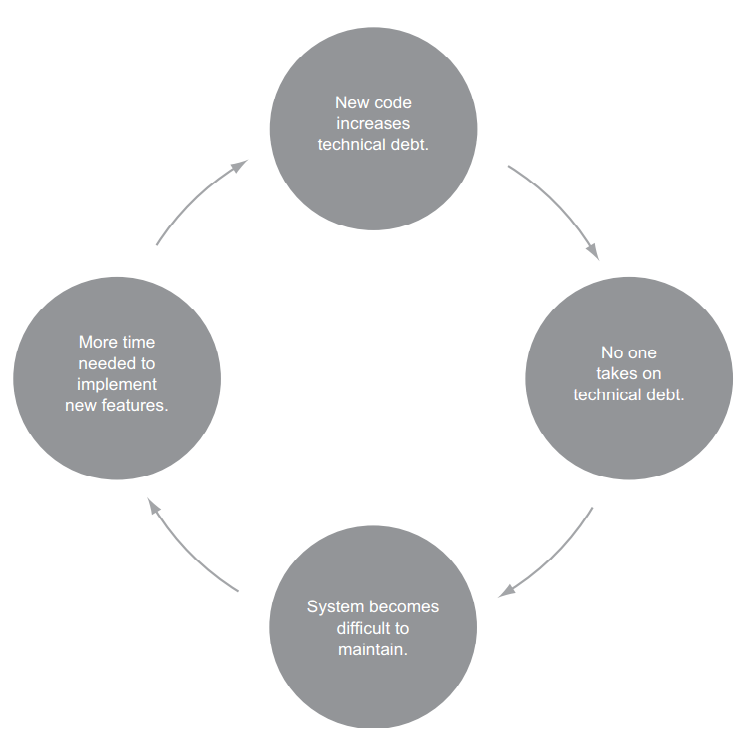 New code
increases
technical debt.
No one
takes on
technical debt.
System becomes
difficult to
maintain.
More time
needed to
implement
new features.